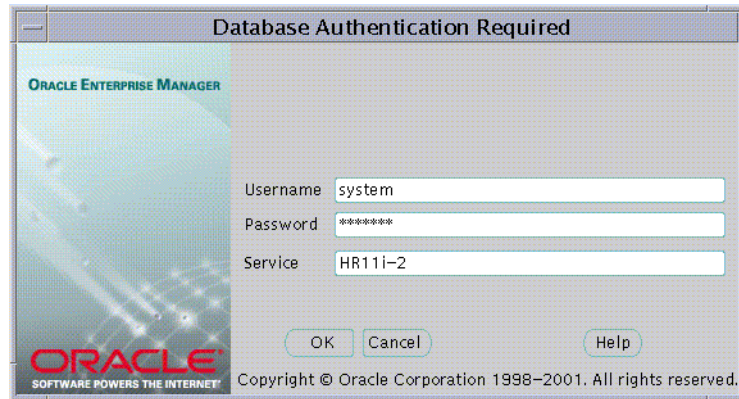 Database Authentication Required
ORACLE ENTERPRISE MANAGER
Username system
Password *******
Service HR11i-2
OK Cancel Help
ORACLE®
SOFTWARE POWERS THE INTERNET™
Copyright © Oracle Corporation 1998-2001. All rights reserved.